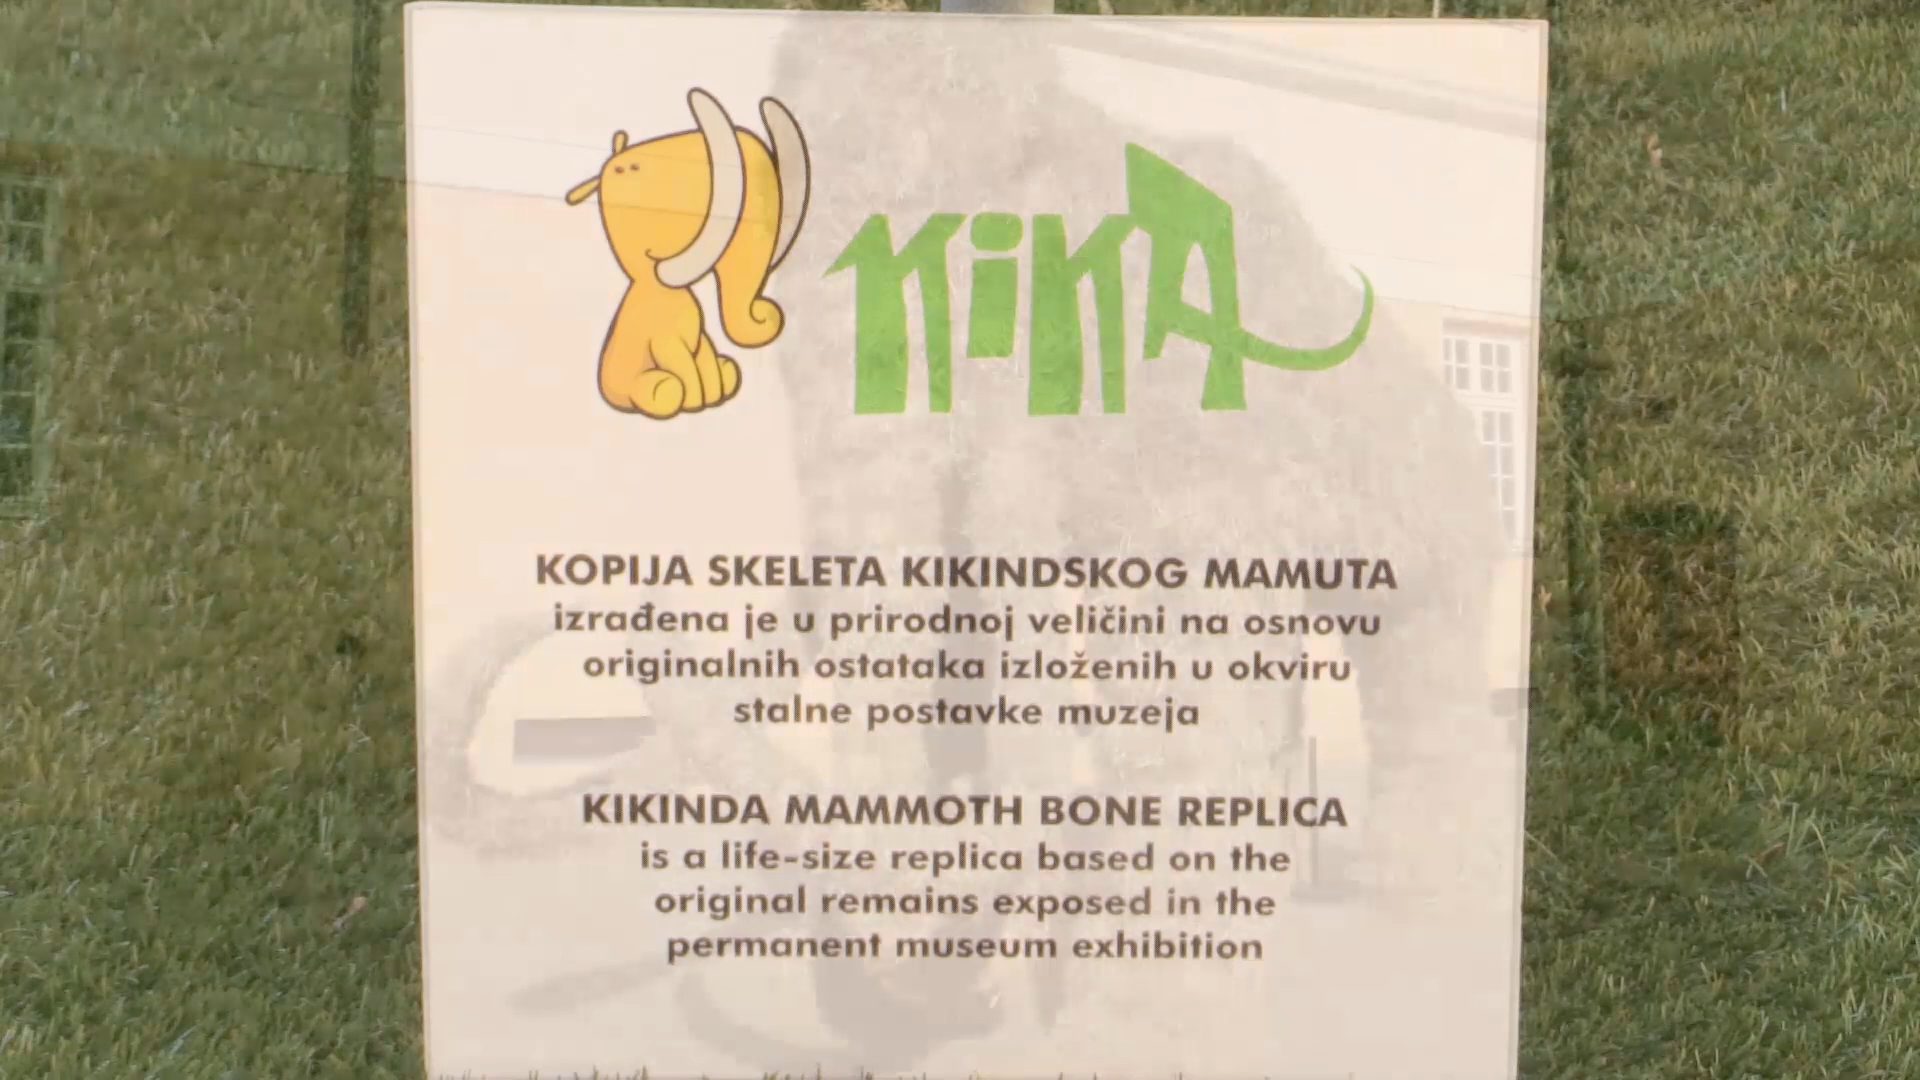 KiKA
KOPIJA SKELETA KIKINDSKOG MAMUTA
izrađena je u prirodnoj veličini na osnovu
originalnih ostataka izloženih u okviru
stalne postavke muzeja
KIKINDA MAMMOTH BONE REPLICA
is a life-size replica based on the
original remains exposed in the
permanent museum exhibition